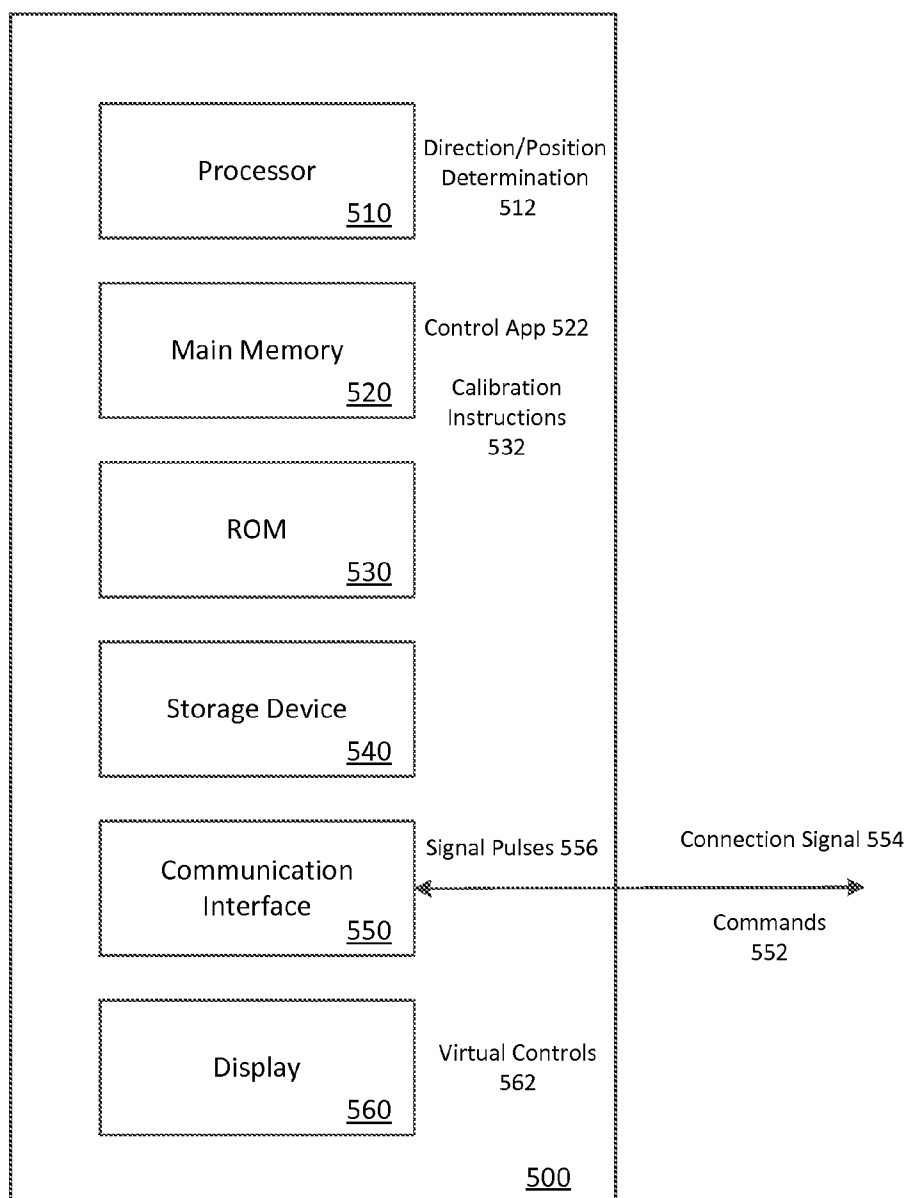 Processor
510
Direction/Position
Determination
512
Main Memory
520
Control App 522
Calibration
Instructions
532
ROM
530
Storage Device
540
Communication
Interface
550
Signal Pulses 556
Connection Signal 554
Commands
552
Display
560
Virtual Controls
562
500